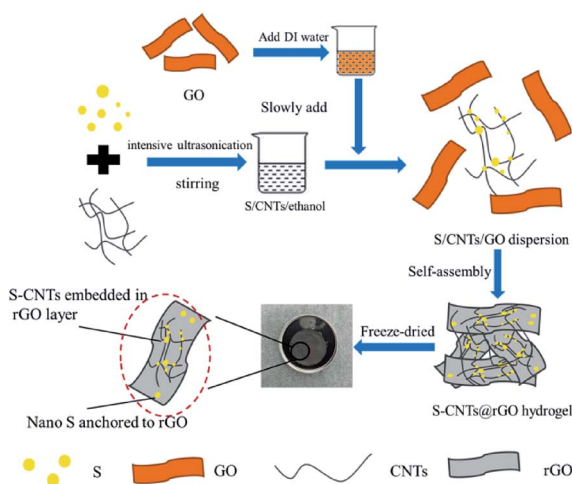 Add DI water
GO
Slowly add
intensive ultrasonication
stirring
S/CNTs/ethanol
S/CNTs/GO dispersion
Self-assembly
S-CNTs embedded in
rGO layer
Freeze-dried
Nano S anchored to rGO
S-CNTs@rGO hydrogel
S
GO
CNTs
rGO